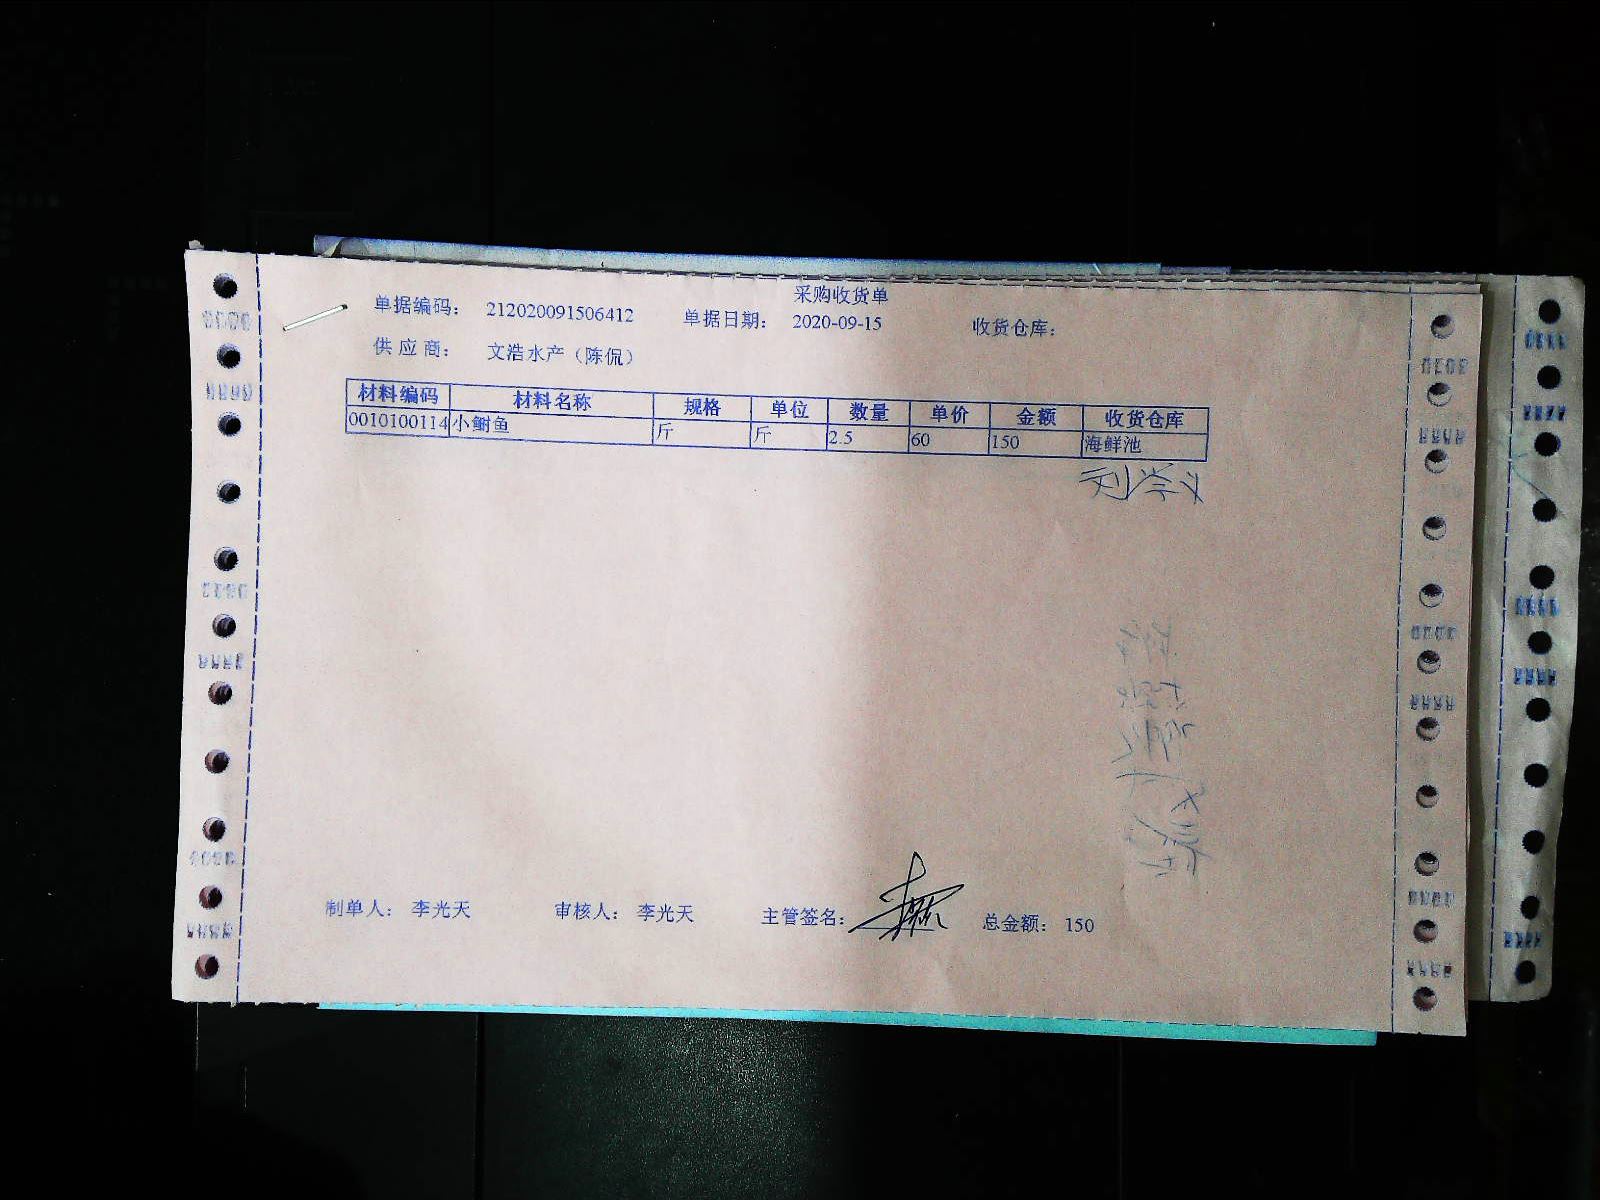 采购收货单
单据编码： 212020091506412 单据日期： 2020-09-15 收货仓库：
供 应 商： 文浩水产（陈侃）
材料编码 材料名称 规格 单位 数量 单价 金额 收货仓库
0010100114 小鲥鱼 斤 斤 2.5 60 150 海鲜池
刘学义
制单人： 李光天 审核人： 李光天 主管签名： 总金额： 150